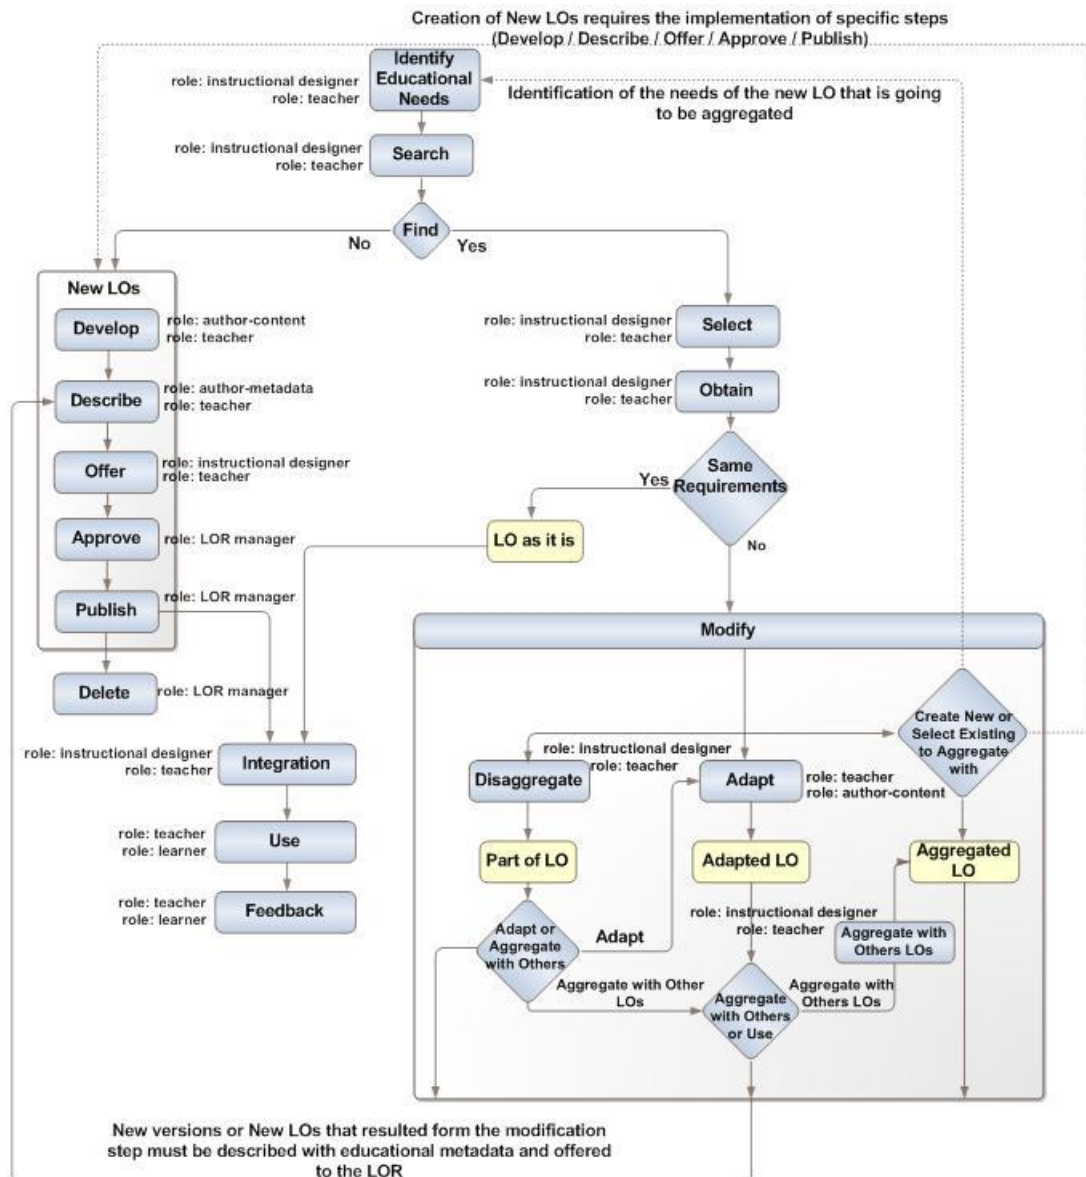 Creation of New LOs requires the implementation of specific steps
(Develop / Describe / Offer / Approve / Publish)
Identify
Educational
Needs
role: instructional designer
role: teacher
Identification of the needs of the new LO that is going
to be aggregated
role: instructional designer
role: teacher
Search
Find
No
Yes
New LOs
Develop
role: author-content
role: teacher
Describe
role: author-metadata
role: teacher
Offer
role: instructional designer
role: teacher
Approve
role: LOR manager
Publish
role: LOR manager
Delete
role: LOR manager
role: instructional designer
role: teacher
Select
role: instructional designer
role: teacher
Obtain
Same
Requirements
Yes
No
LO as it is
role: instructional designer
role: teacher
Integration
role: teacher
role: learner
Use
role: teacher
role: learner
Feedback
Modify
Create New or
Select Existing
to Aggregate
with
role: instructional designer
role: teacher
Disaggregate
Adapt
role: teacher
role: author-content
Part of LO
Adapted LO
Aggregated
LO
role: instructional designer
role: teacher
Adapt or
Aggregate
with Others
Adapt
Aggregate with
Others LOs
Aggregate with Other
LOs
Aggregate
with Others
or Use
Aggregate with
Others LOs
New versions or New LOs that resulted form the modification
step must be described with educational metadata and offered
to the LOR